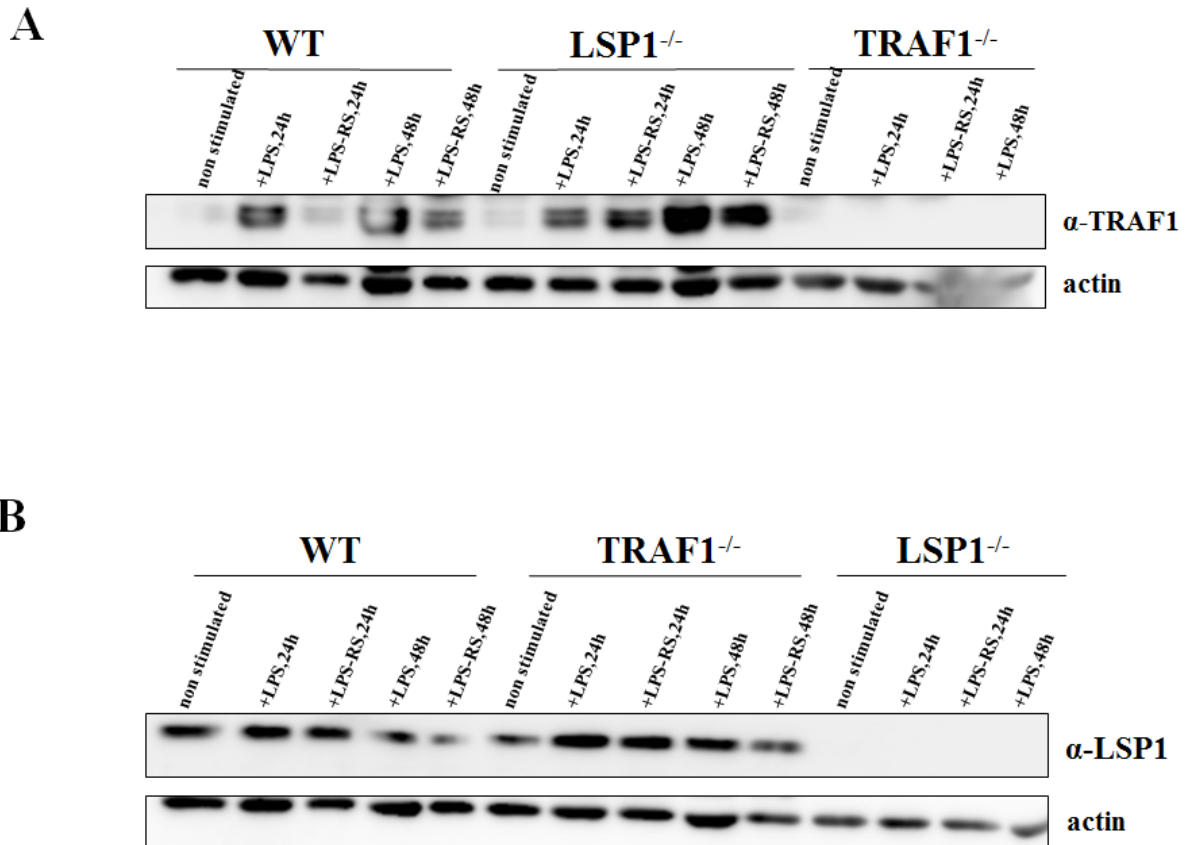 A
WT LSP1-/- TRAF1-/-
non stimulated +LPS,24h +LPS-RS,24h +LPS,48h +LPS-RS,48h non stimulated +LPS,24h +LPS-RS,24h +LPS,48h +LPS-RS,48h non stimulated +LPS,24h +LPS-RS,24h +LPS,48h
α-TRAF1
actin
B
WT TRAF1-/- LSP1-/-
non stimulated +LPS,24h +LPS-RS,24h +LPS,48h +LPS-RS,48h non stimulated +LPS,24h +LPS-RS,24h +LPS,48h +LPS-RS,48h non stimulated +LPS,24h +LPS-RS,24h +LPS,48h
α-LSP1
actin